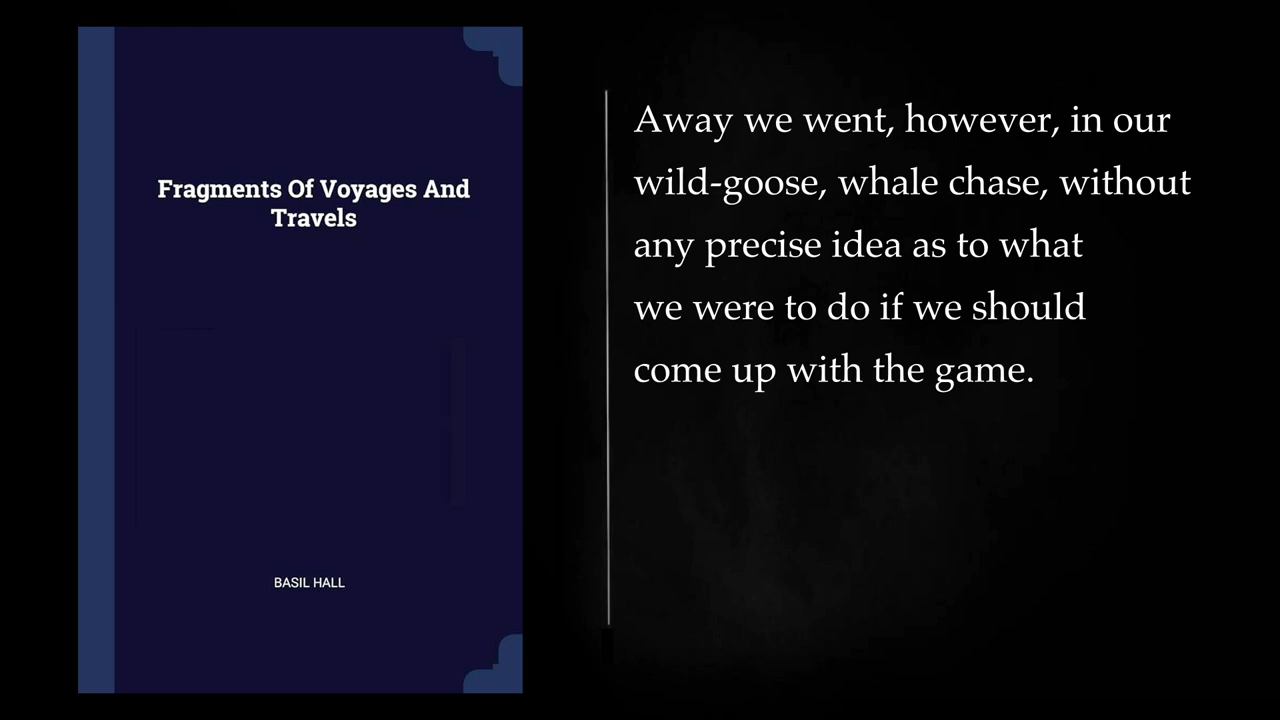 Fragments Of Voyages And
Travels
BASIL HALL
Away we went, however, in our
wild-goose, whale chase, without
any precise idea as to what
we were to do if we should
come up with the game.